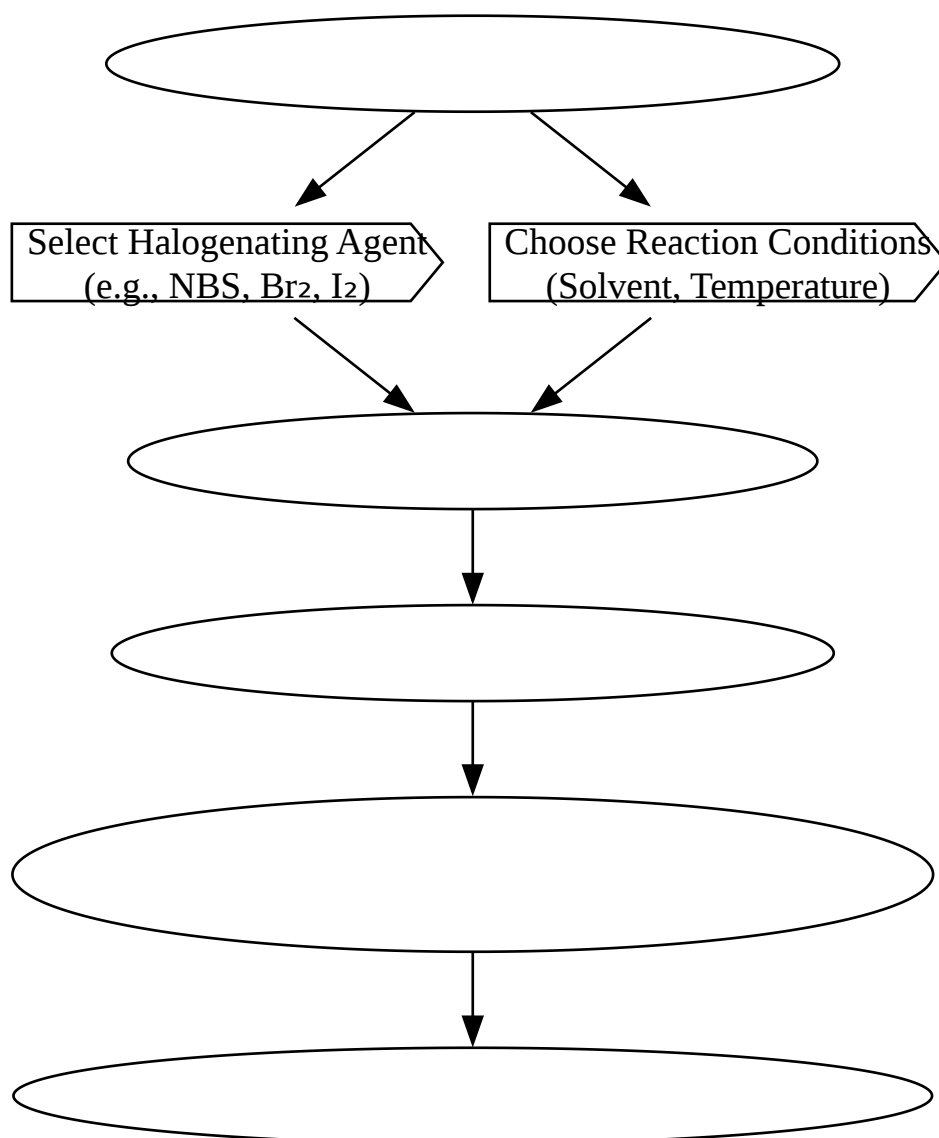 Select Halogenating Agent
(e.g., NBS, Br₂, I₂)
Choose Reaction Conditions
(Solvent, Temperature)